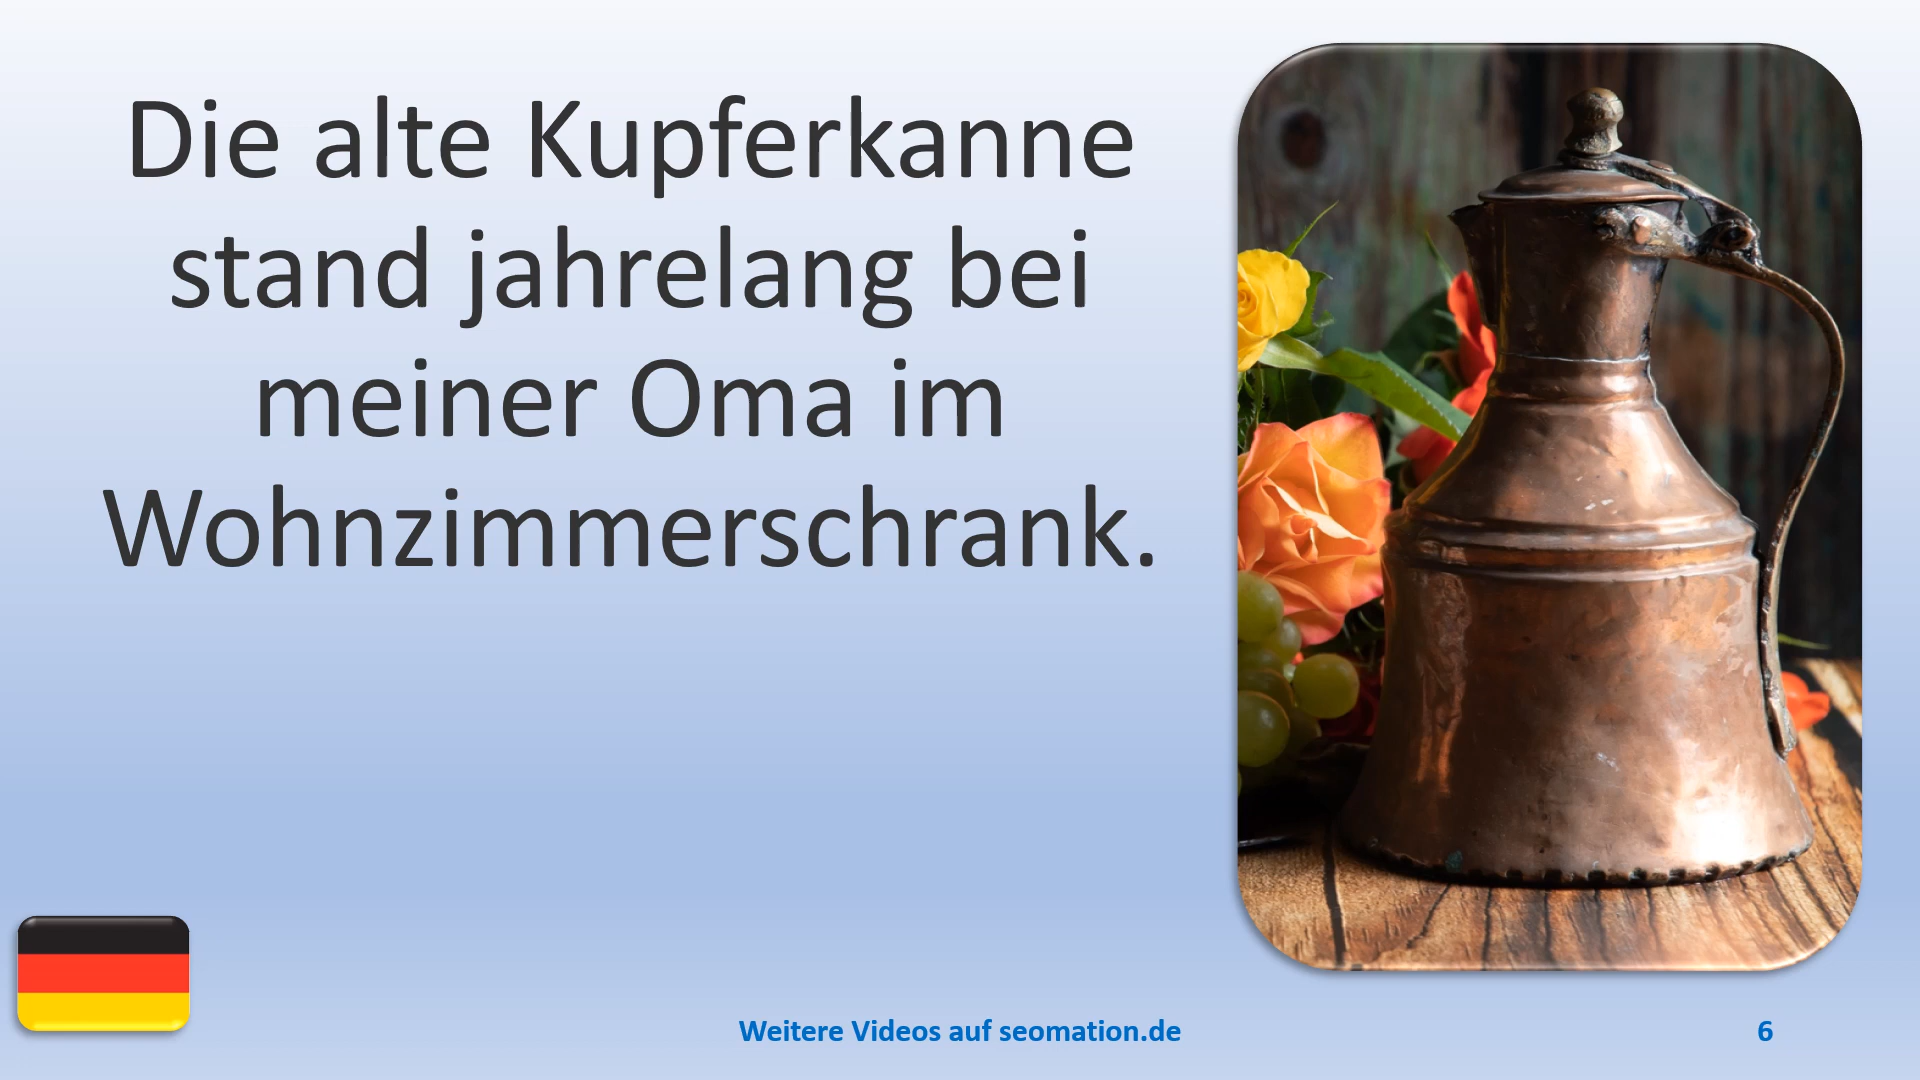 Die alte Kupferkanne
stand jahrelang bei
meiner Oma im
Wohnzimmerschrank.
Weitere Videos auf seomation.de
6